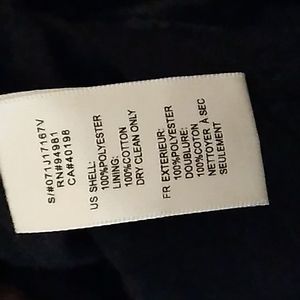 S/#071J17167V
RN#94981
CA#40198
US SHELL:
100%POLYESTER
LINING:
100%COTTON
DRY CLEAN ONLY
FR EXTERIEUR:
100%POLYESTER
DOUBLURE:
100%COTON
NETTOYER À SEC
SEULEMENT